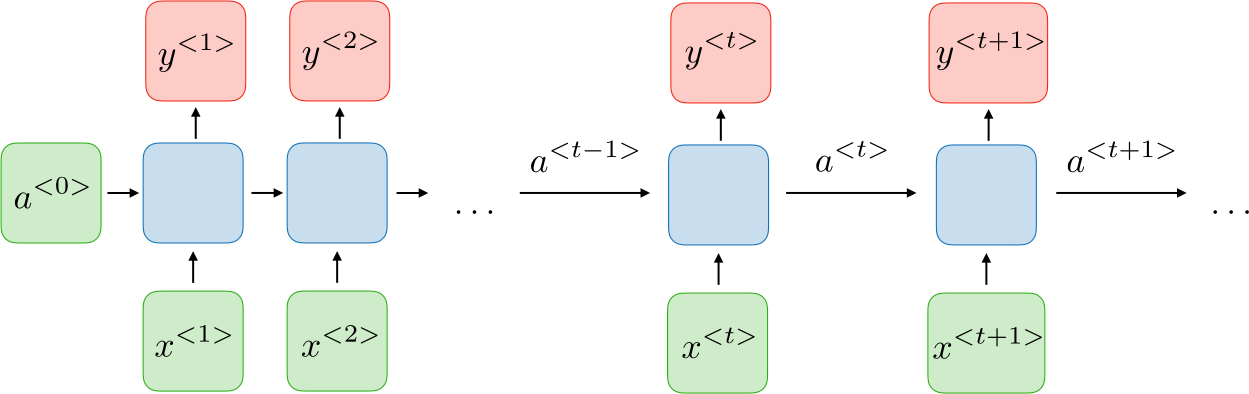 y<1> y<2> y<t> y<t+1>
a<0> ... a<t-1> a<t> a<t+1> ...
x<1> x<2> x<t> x<t+1>